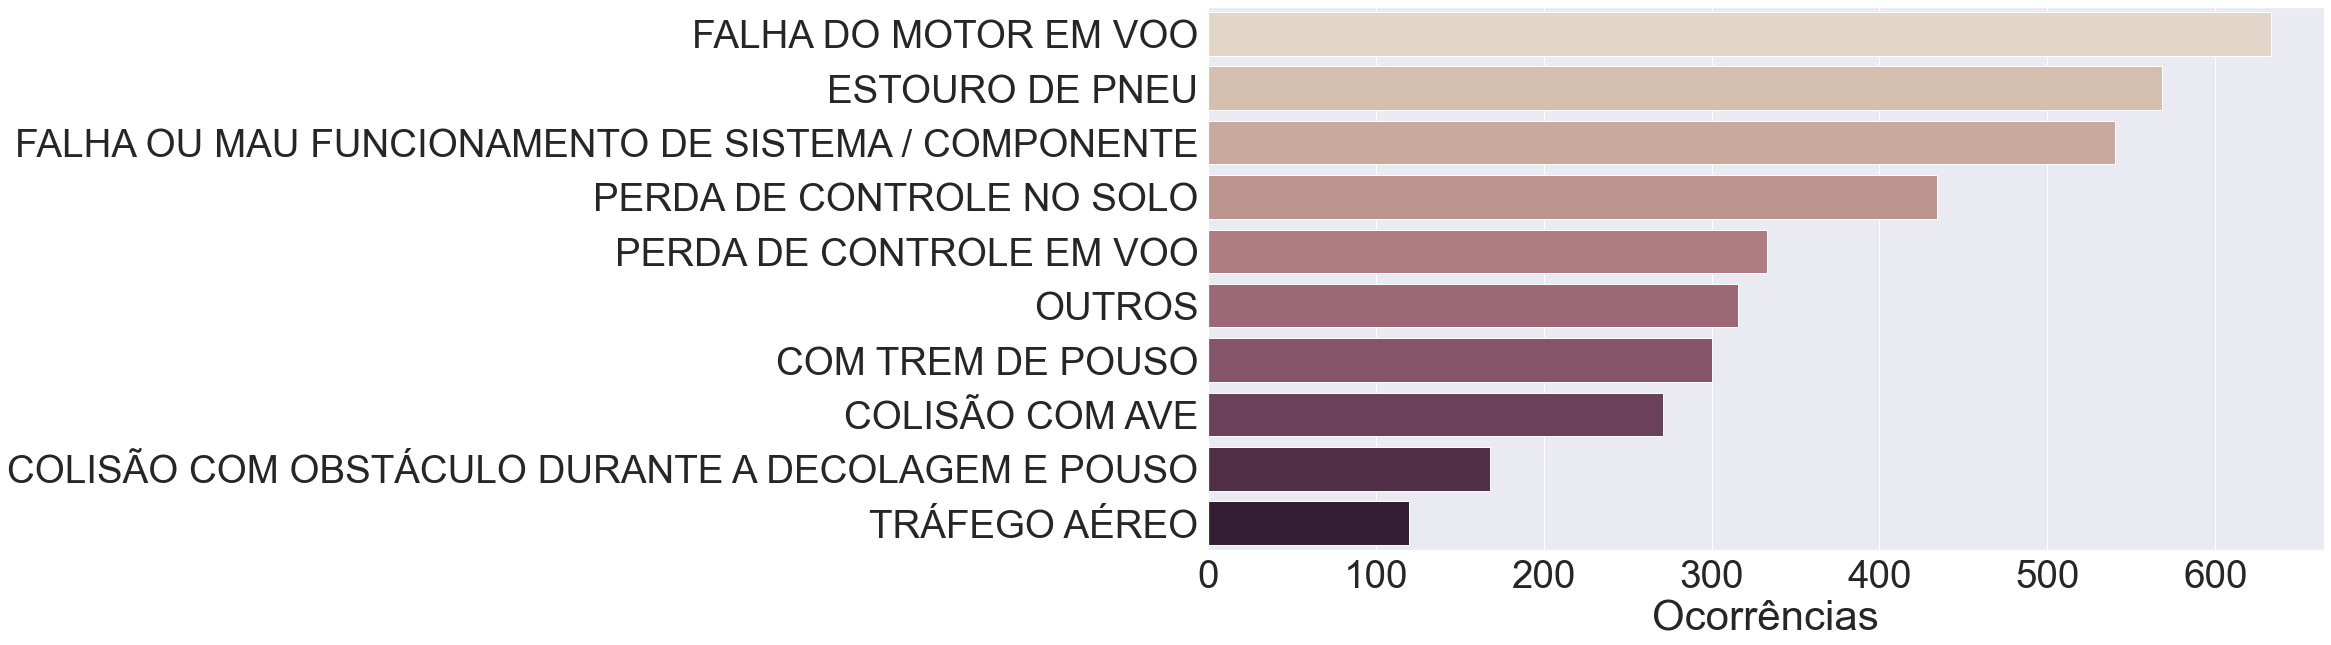 FALHA DO MOTOR EM VOO
ESTOURO DE PNEU
FALHA OU MAU FUNCIONAMENTO DE SISTEMA / COMPONENTE
PERDA DE CONTROLE NO SOLO
PERDA DE CONTROLE EM VOO
OUTROS
COM TREM DE POUSO
COLISÃO COM AVE
COLISÃO COM OBSTÁCULO DURANTE A DECOLAGEM E POUSO
TRÁFEGO AÉREO
0 100 200 300 400 500 600
Ocorrências